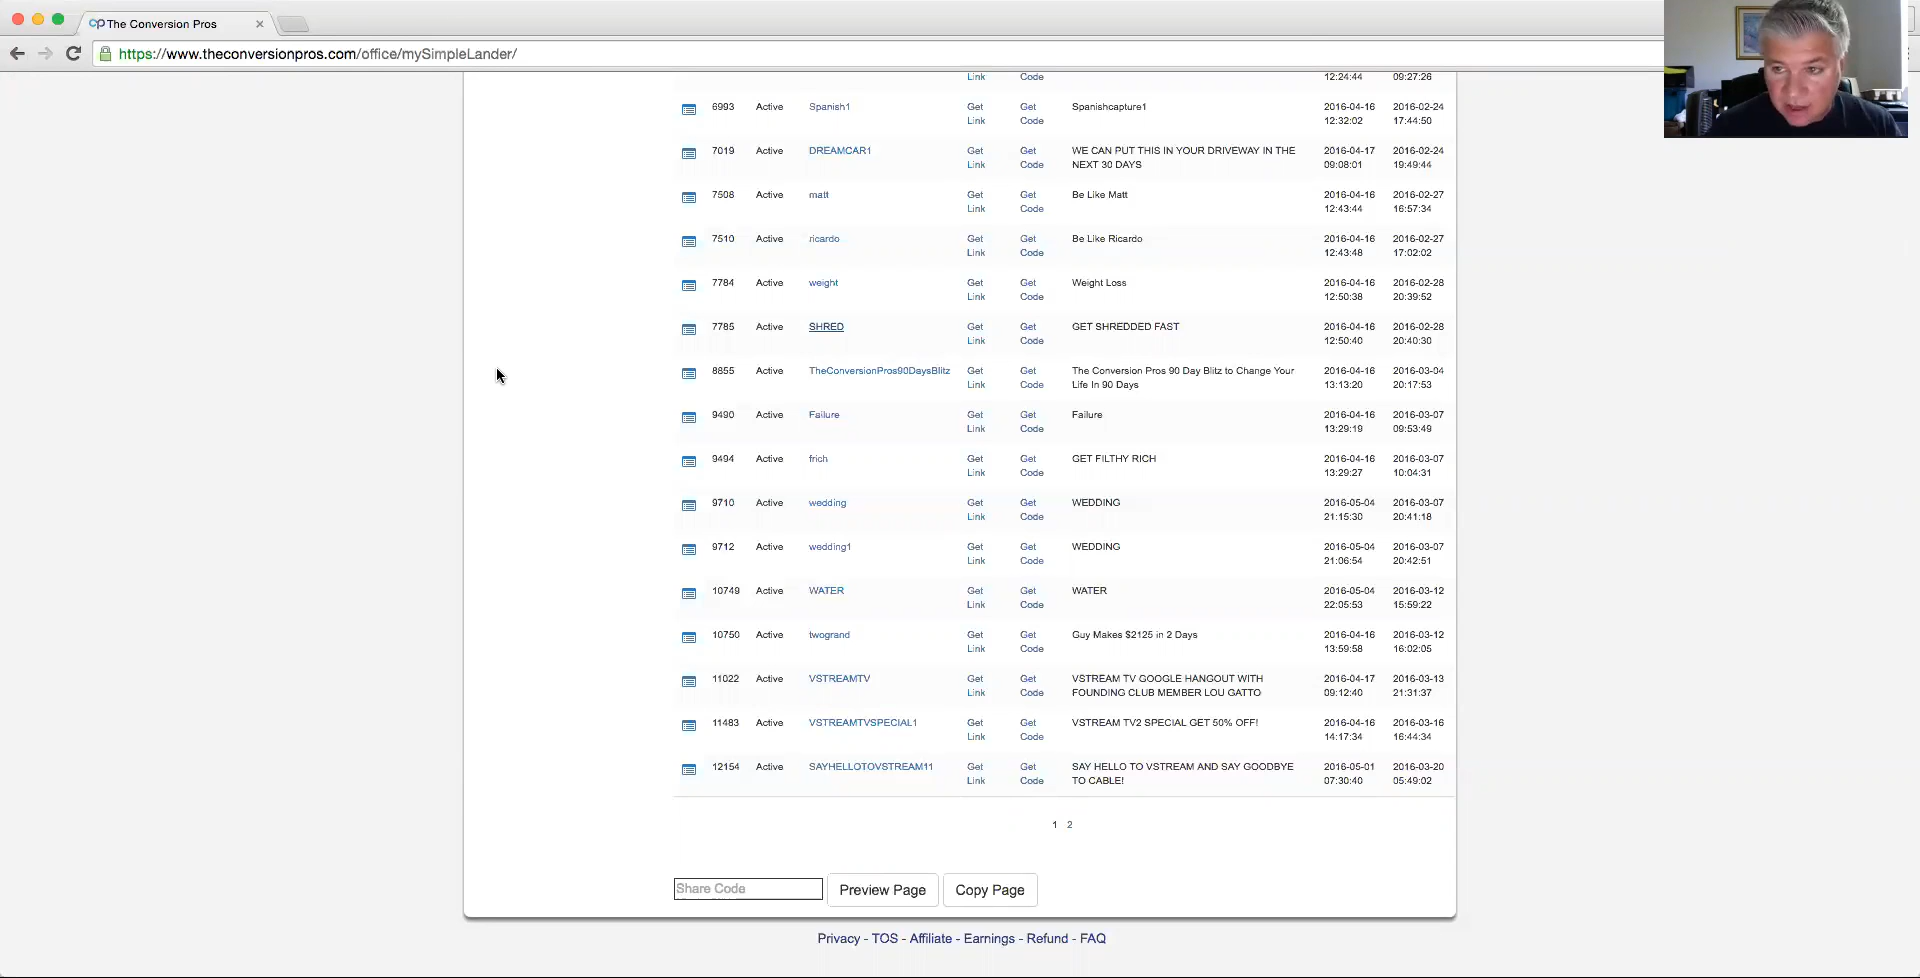 The Conversion Pros
https://www.theconversionpros.com/office/mySimpleLander/
Link Code 12:24:44 09:27:26
6993 Active Spanish1 Get Get Spanishcapture1 2016-04-16 2016-02-24
Link Code 12:32:02 17:44:50
7019 Active DREAMCAR1 Get Get WE CAN PUT THIS IN YOUR DRIVEWAY IN THE 2016-04-17 2016-02-24
Link Code NEXT 30 DAYS 09:08:01 19:49:44
7508 Active matt Get Get Be Like Matt 2016-04-16 2016-02-27
Link Code 12:43:44 16:57:34
7510 Active ricardo Get Get Be Like Ricardo 2016-04-16 2016-02-27
Link Code 12:43:48 17:02:02
7784 Active weight Get Get Weight Loss 2016-04-16 2016-02-28
Link Code 12:50:38 20:39:52
7785 Active SHRED Get Get GET SHREDDED FAST 2016-04-16 2016-02-28
Link Code 12:50:40 20:40:30
8855 Active TheConversionPros90DaysBlitz Get Get The Conversion Pros 90 Day Blitz to Change Your 2016-04-16 2016-03-04
Link Code Life In 90 Days 13:13:20 20:17:53
9490 Active Failure Get Get Failure 2016-04-16 2016-03-07
Link Code 13:29:19 09:53:49
9494 Active frich Get Get GET FILTHY RICH 2016-04-16 2016-03-07
Link Code 13:29:27 10:04:31
9710 Active wedding Get Get WEDDING 2016-05-04 2016-03-07
Link Code 21:15:30 20:41:18
9712 Active wedding1 Get Get WEDDING 2016-05-04 2016-03-07
Link Code 21:06:54 20:42:51
10749 Active WATER Get Get WATER 2016-05-04 2016-03-12
Link Code 22:05:53 15:59:22
10750 Active twogrand Get Get Guy Makes $2125 in 2 Days 2016-04-16 2016-03-12
Link Code 13:59:58 16:02:05
11022 Active VSTREAMTV Get Get VSTREAM TV GOOGLE HANGOUT WITH 2016-04-17 2016-03-13
Link Code FOUNDING CLUB MEMBER LOU GATTO 09:12:40 21:31:37
11483 Active VSTREAMTVSPECIAL1 Get Get VSTREAM TV2 SPECIAL GET 50% OFF! 2016-04-16 2016-03-16
Link Code 14:17:34 16:44:34
12154 Active SAYHELLOTOVSTREAM11 Get Get SAY HELLO TO VSTREAM AND SAY GOODBYE 2016-05-01 2016-03-20
Link Code TO CABLE! 07:30:40 05:49:02
1 2
Share Code Preview Page Copy Page
Privacy - TOS - Affiliate - Earnings - Refund - FAQ